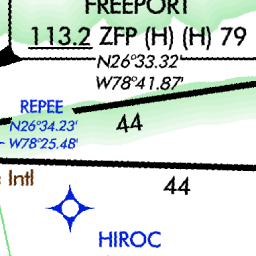 FREEPORT
113.2 ZFP (H) (H) 79
N26°33.32'
W78°41.87'
REPEE
N26°34.23'
W78°25.48'
44
Intl
44
HIROC